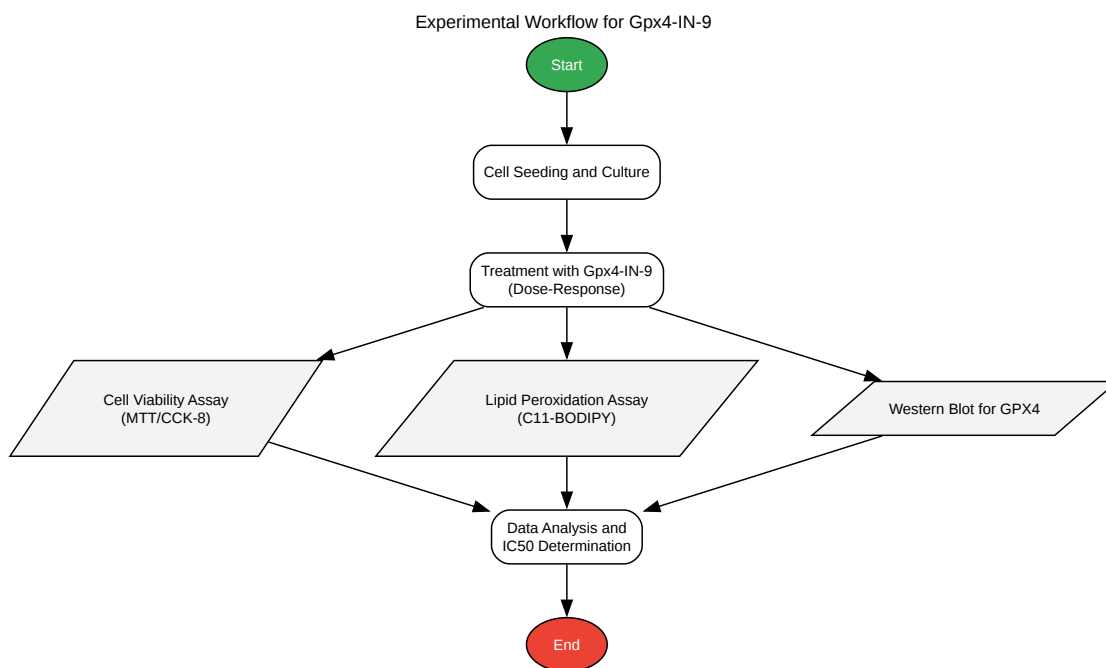 Experimental Workflow for Gpx4-IN-9
Start
Cell Seeding and Culture
Treatment with Gpx4-IN-9
(Dose-Response)
Cell Viability Assay
(MTT/CCK-8)
Lipid Peroxidation Assay
(C11-BODIPY)
Western Blot for GPX4
Data Analysis and
IC50 Determination
End